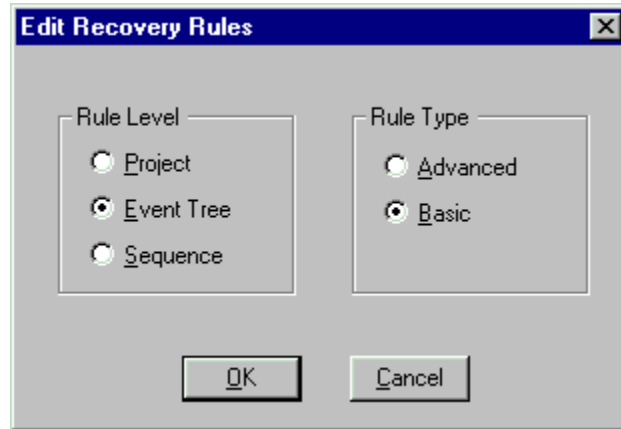 Edit Recovery Rules
Rule Level
Project
Event Tree
Sequence
Rule Type
Advanced
Basic
OK
Cancel